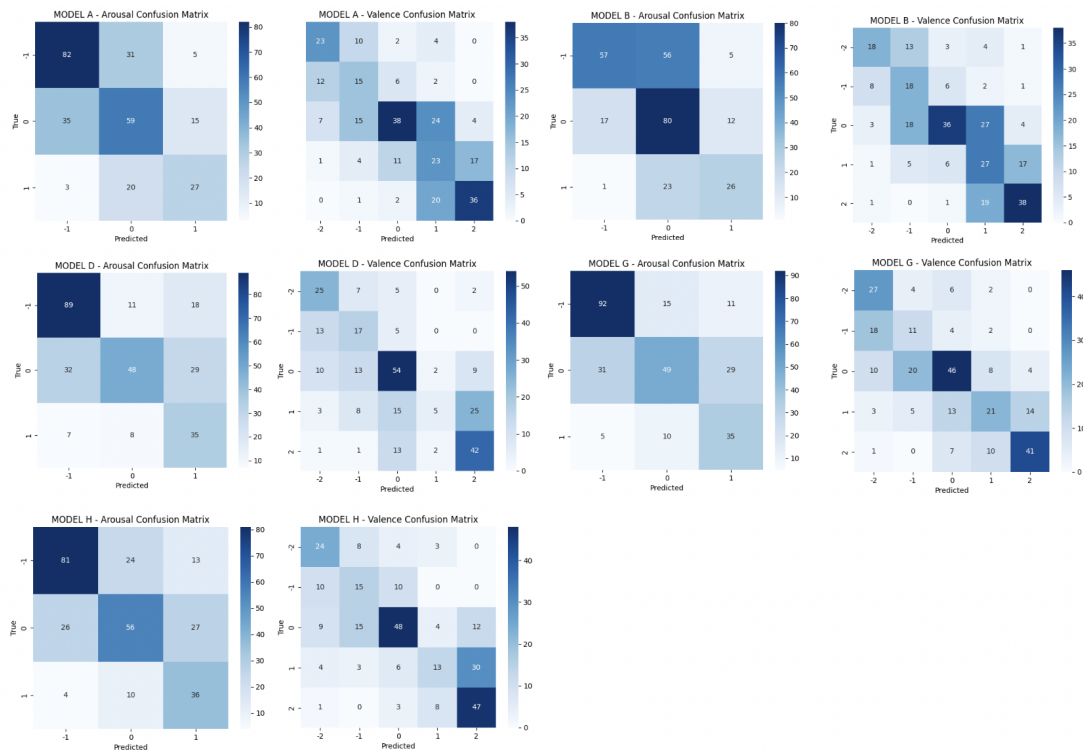 MODEL A - Arousal Confusion Matrix
-1 82 31 5
0 35 59 15
1 3 20 27
-1 0 1
True
Predicted
80
70
60
50
40
30
20
10
MODEL A - Valence Confusion Matrix
-2 23 10 2 4 0
-1 12 15 6 2 0
0 7 15 38 24 4
1 1 4 11 23 17
2 0 1 2 20 36
-2 -1 0 1 2
True
Predicted
35
30
25
20
15
10
5
0
MODEL B - Arousal Confusion Matrix
-1 57 56 5
0 17 80 12
1 1 23 26
-1 0 1
True
Predicted
80
70
60
50
40
30
20
10
MODEL B - Valence Confusion Matrix
-2 18 13 3 4 1
-1 8 18 6 2 1
0 3 18 36 27 4
1 1 5 6 27 17
2 1 0 1 19 38
-2 -1 0 1 2
True
Predicted
35
30
25
20
15
10
5
0
MODEL D - Arousal Confusion Matrix
-1 89 11 18
0 32 48 29
1 7 8 35
-1 0 1
True
Predicted
80
70
60
50
40
30
20
10
MODEL D - Valence Confusion Matrix
-2 25 7 5 0 2
-1 13 17 5 0 0
0 10 13 54 2 9
1 3 8 15 5 25
2 1 1 13 2 42
-2 -1 0 1 2
True
Predicted
50
40
30
20
10
0
MODEL G - Arousal Confusion Matrix
-1 92 15 11
0 31 49 29
1 5 10 35
-1 0 1
True
Predicted
90
80
70
60
50
40
30
20
10
MODEL G - Valence Confusion Matrix
-2 27 4 6 2 0
-1 18 11 4 2 0
0 10 20 46 8 4
1 3 5 13 21 14
2 1 0 7 10 41
-2 -1 0 1 2
True
Predicted
40
30
20
10
0
MODEL H - Arousal Confusion Matrix
-1 81 24 13
0 26 56 27
1 4 10 36
-1 0 1
True
Predicted
80
70
60
50
40
30
20
10
MODEL H - Valence Confusion Matrix
-2 24 8 4 3 0
-1 10 15 10 0 0
0 9 15 48 4 12
1 4 3 6 13 30
2 1 0 3 8 47
-2 -1 0 1 2
True
Predicted
40
30
20
10
0